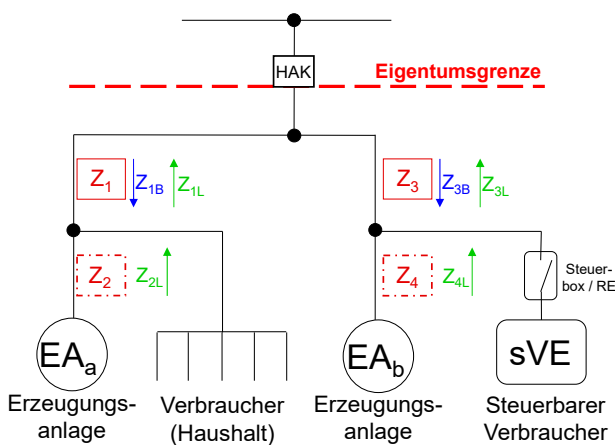 HAK
Eigentumsgrenze
Z1 Z1B Z1L
Z3 Z3B Z3L
Z2 Z2L
Z4 Z4L
Steuer-
box / RE
EAa
EAb
sVE
Erzeugungs-
anlage
Verbraucher
(Haushalt)
Erzeugungs-
anlage
Steuerbarer
Verbraucher